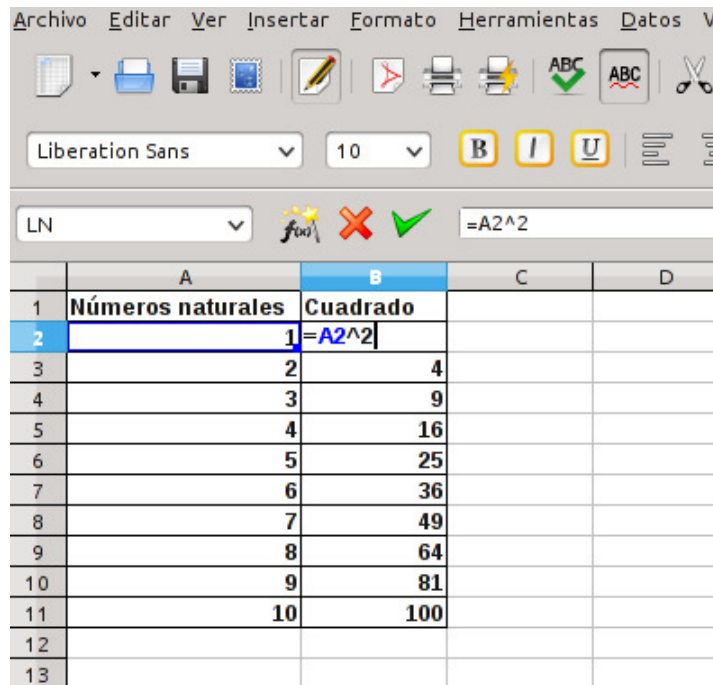 Archivo Editar Ver Insertar Formato Herramientas Datos V
ABC ABC
Liberation Sans 10 B I U
LN f(x) =A2^2
A B C D
1 Números naturales Cuadrado
2 1 =A2^2
3 2 4
4 3 9
5 4 16
6 5 25
7 6 36
8 7 49
9 8 64
10 9 81
11 10 100
12
13